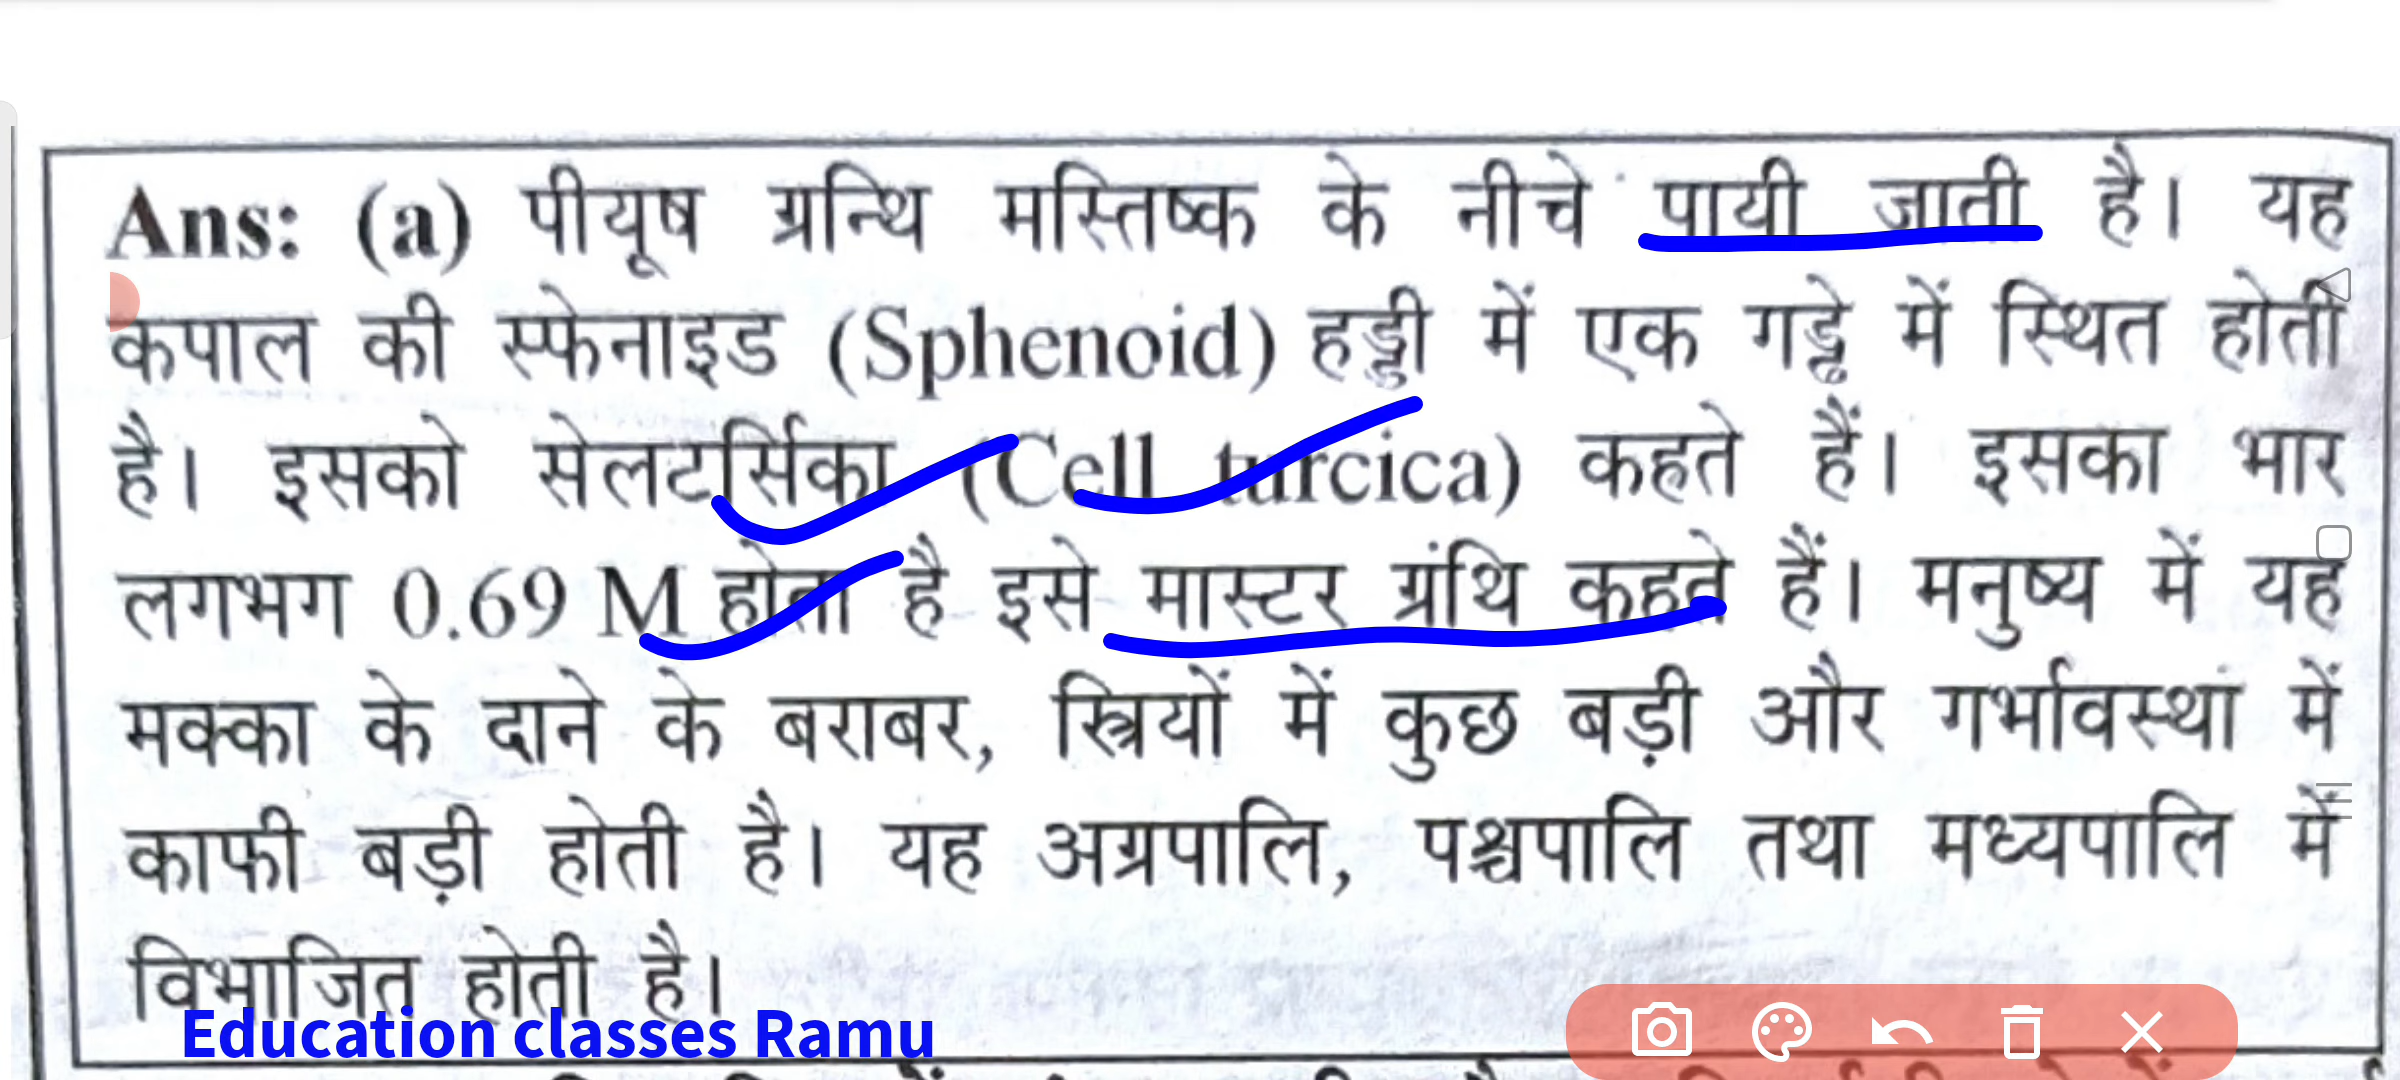 Ans: (a) पीयूष ग्रन्थि मस्तिष्क के नीचे पायी जाती है। यह
कपाल की स्फेनाइड (Sphenoid) हड्डी में एक गड्ढे में स्थित होती
है। इसको सेलटर्सिका (Cell turcica) कहते हैं। इसका भार
लगभग 0.69 M होता है इसे मास्टर ग्रंथि कहते हैं। मनुष्य में यह
मक्का के दाने के बराबर, स्त्रियों में कुछ बड़ी और गर्भावस्था में
काफी बड़ी होती है। यह अग्रपालि, पश्चपालि तथा मध्यपालि में
विभाजित होती है।
Education classes Ramu